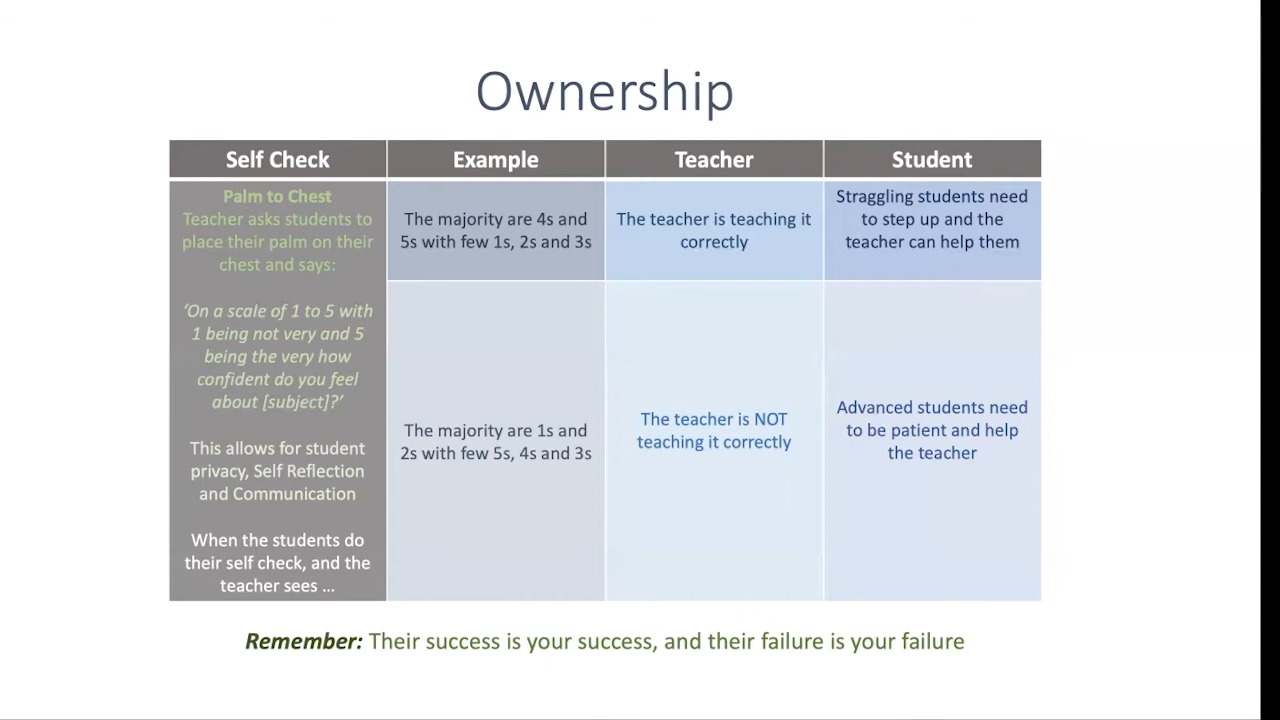 Ownership
Self Check
Example
Teacher
Student
Palm to Chest
Teacher asks students to
place their palm on their
chest and says:
‘On a scale of 1 to 5 with
1 being not very and 5
being the very how
confident do you feel
about [subject]?’
This allows for student
privacy, Self Reflection
and Communication
When the students do
their self check, and the
teacher sees …
The majority are 4s and
5s with few 1s, 2s and 3s
The teacher is teaching it
correctly
Straggling students need
to step up and the
teacher can help them
The majority are 1s and
2s with few 5s, 4s and 3s
The teacher is NOT
teaching it correctly
Advanced students need
to be patient and help
the teacher
Remember: Their success is your success, and their failure is your failure